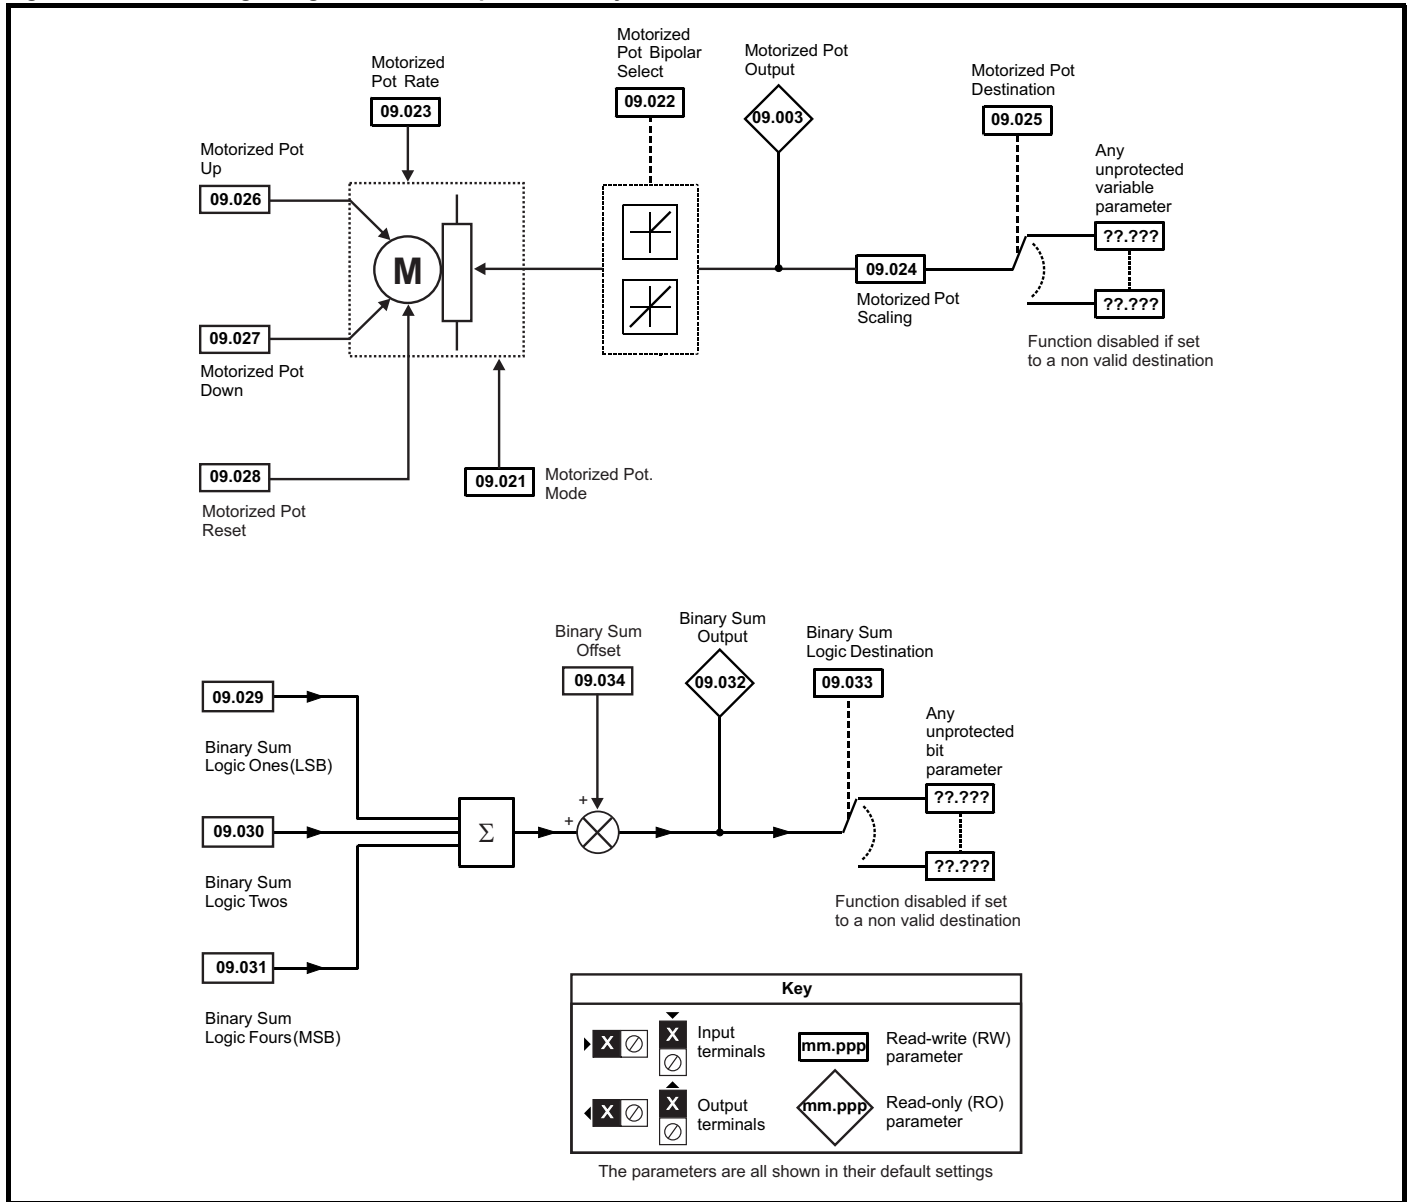 Motorized
Pot Rate
09.023
Motorized
Pot Bipolar
Select
09.022
Motorized Pot
Output
09.003
Motorized Pot
Destination
09.025
Any
unprotected
variable
parameter
??.???
??.???
Function disabled if set
to a non valid destination
Motorized Pot
Up
09.026
M
09.027
Motorized Pot
Down
09.028
Motorized Pot
Reset
09.021
Motorized Pot.
Mode
09.024
Motorized Pot
Scaling
Binary Sum
Offset
09.034
Binary Sum
Output
09.032
Binary Sum
Logic Destination
09.033
Any
unprotected
bit
parameter
??.???
??.???
Function disabled if set
to a non valid destination
09.029
Binary Sum
Logic Ones(LSB)
09.030
Binary Sum
Logic Twos
09.031
Binary Sum
Logic Fours(MSB)
Σ
+
+
Key
X
X
Input
terminals
mm.ppp
Read-write (RW)
parameter
X
X
Output
terminals
mm.ppp
Read-only (RO)
parameter
The parameters are all shown in their default settings